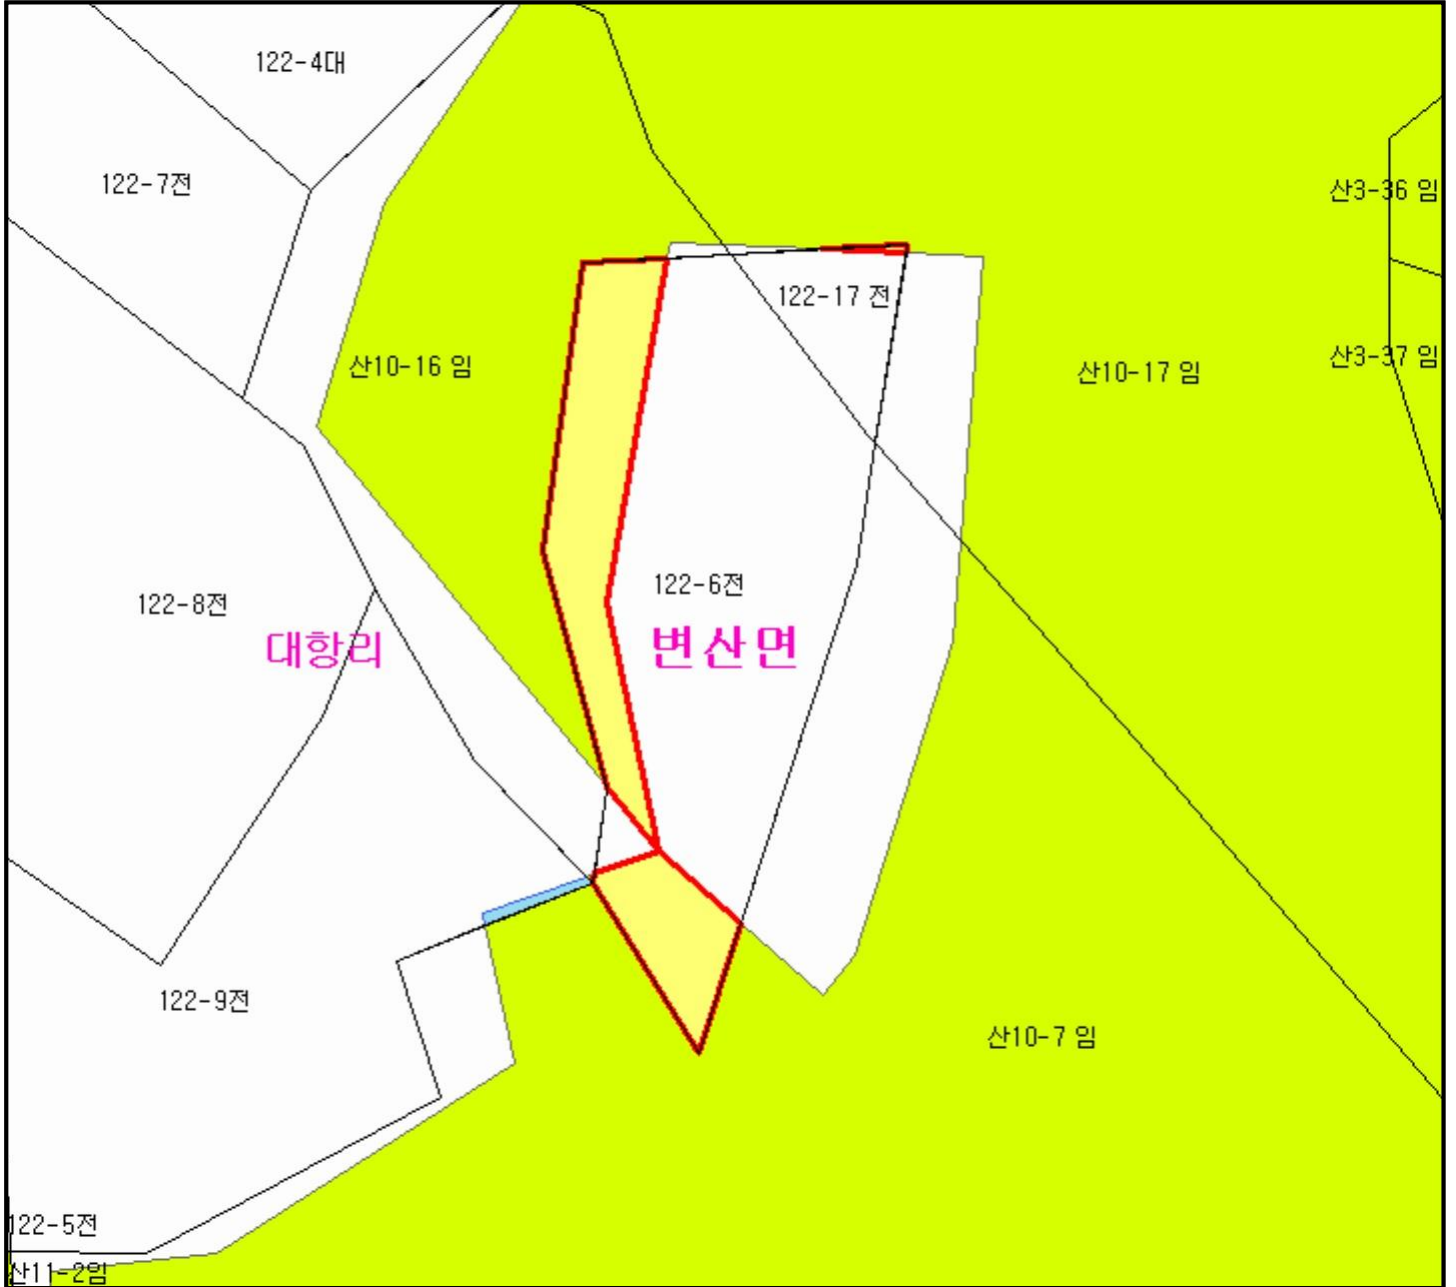 122-4대
122-7전
산3-36 임
122-17 전
산10-16 임
산10-17 임
산3-37 임
122-6전
122-8전
대항리
변산면
122-9전
산10-7 임
122-5전
산11-2임